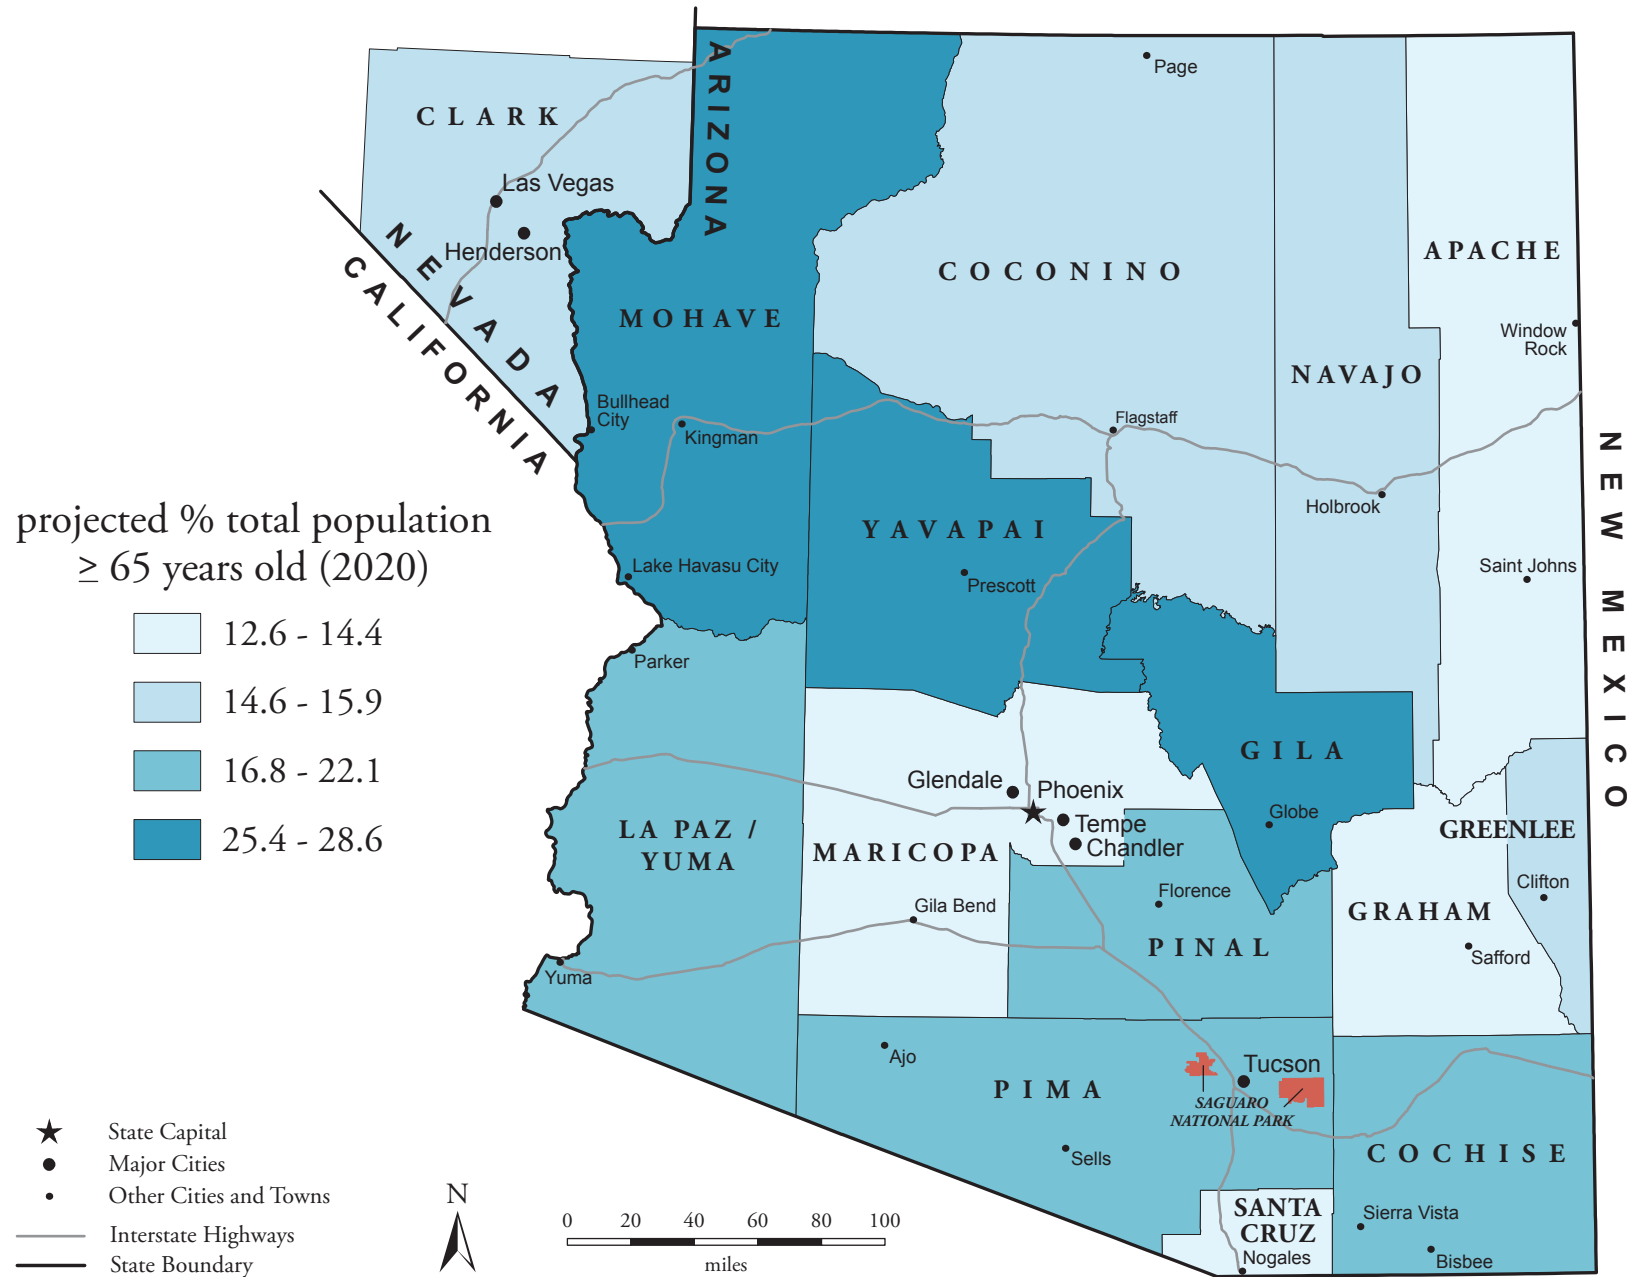 ARIZONA
Page
CLARK
Las Vegas
Henderson
NEVADA
CALIFORNIA
APACHE
COCONINO
MOHAVE
Window
Rock
NAVAJO
Bullhead
City
Kingman
Flagstaff
NEW MEXICO
Holbrook
projected % total population
≥ 65 years old (2020)
12.6 - 14.4
14.6 - 15.9
16.8 - 22.1
25.4 - 28.6
YAVAPAI
Prescott
Lake Havasu City
Saint Johns
Parker
GILA
Globe
Glendale
Phoenix
Tempe
Chandler
LA PAZ /
YUMA
MARICOPA
GREENLEE
Clifton
Florence
Gila Bend
GRAHAM
PINAL
Safford
Yuma
Ajo
Tucson
PIMA
SAGUARO
NATIONAL PARK
Sells
COCHISE
SANTA
CRUZ
Nogales
Sierra Vista
Bisbee
State Capital
Major Cities
Other Cities and Towns
Interstate Highways
State Boundary
N
0 20 40 60 80 100
miles